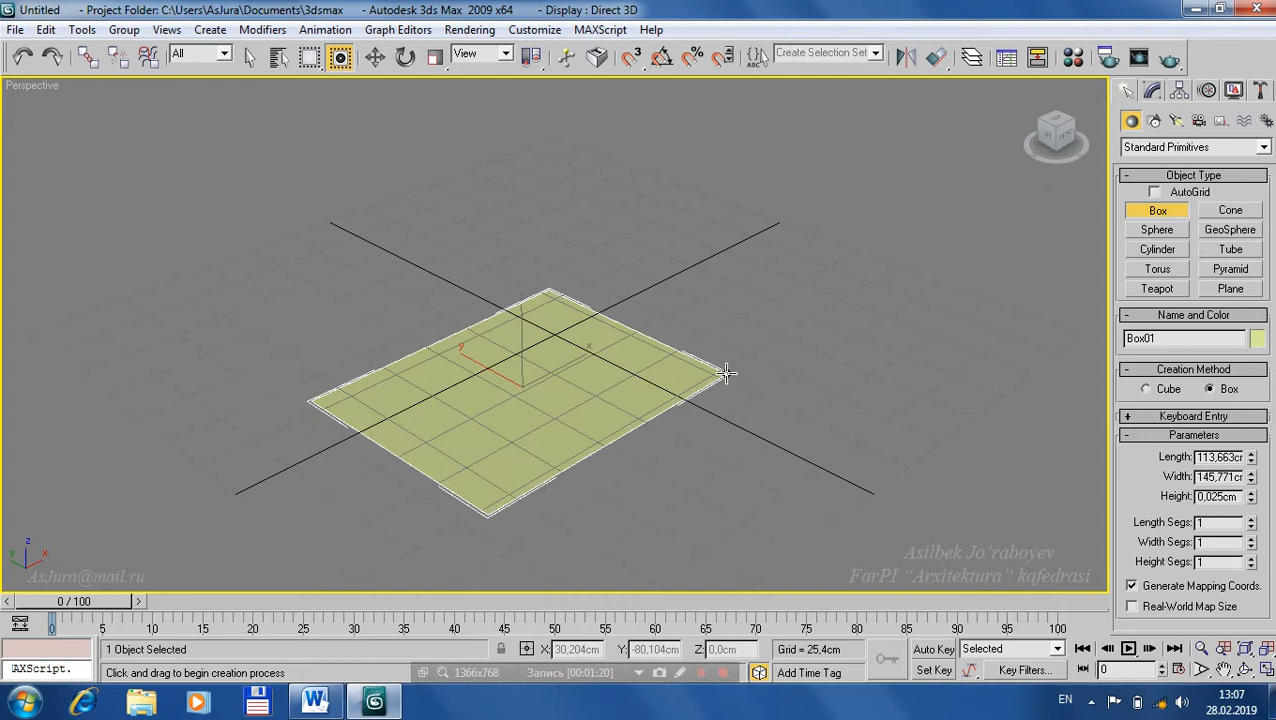 Untitled - Project Folder: C:\Users\AsJura\Documents\3dsmax - Autodesk 3ds Max 2009 x64 - Display : Direct 3D
File Edit Tools Group Views Create Modifiers Animation Graph Editors Rendering Customize MAXScript Help
All View Create Selection Set
Perspective
Standard Primitives
- Object Type
AutoGrid
Box Cone
Sphere GeoSphere
Cylinder Tube
Torus Pyramid
Teapot Plane
- Name and Color
Box01
- Creation Method
Cube Box
+ Keyboard Entry
- Parameters
Length: 113,663cr
Width: 145,771cr
Height: 0,025cm
Length Segs: 1
Width Segs: 1
Height Segs: 1
Generate Mapping Coords.
Real-World Map Size
y x
z
y x
AsJura@mail.ru
Asilbek Jo'raboyev
FarPI "Arxitektura" kafedrasi
< 0 / 100 >
0 5 10 15 20 25 30 35 40 45 50 55 60 65 70 75 80 85 90 95 100
1 Object Selected X: 30,204cm Y: -80,104cm Z: 0,0cm Grid = 25,4cm Auto Key Selected
AXScript. Click and drag to begin creation process 1366x768 Запись [00:01:20] Add Time Tag Set Key Key Filters... 0
EN 13:07
28.02.2019